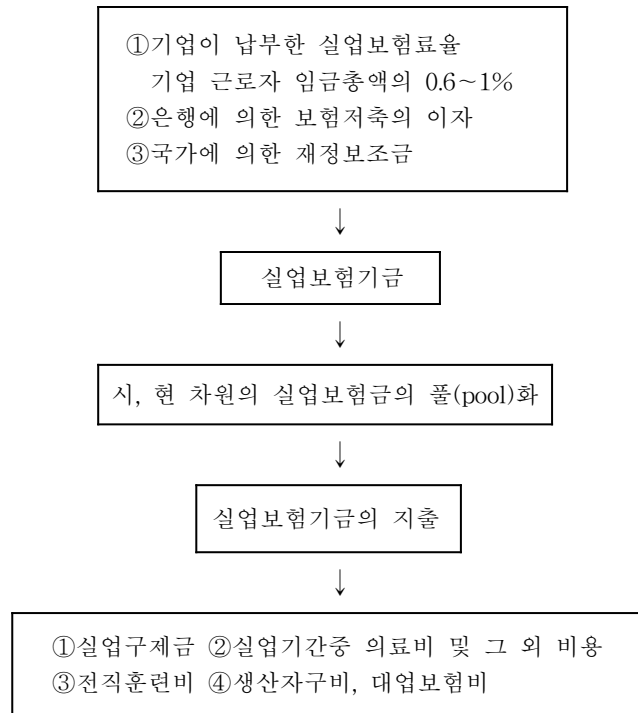 ①기업이 납부한 실업보험료율
기업 근로자 임금총액의 0.6~1%
②은행에 의한 보험저축의 이자
③국가에 의한 재정보조금
↓
실업보험기금
↓
시, 현 차원의 실업보험금의 풀(pool)화
↓
실업보험기금의 지출
↓
①실업구제금 ②실업기간중 의료비 및 그 외 비용
③전직훈련비 ④생산자구비, 대업보험비